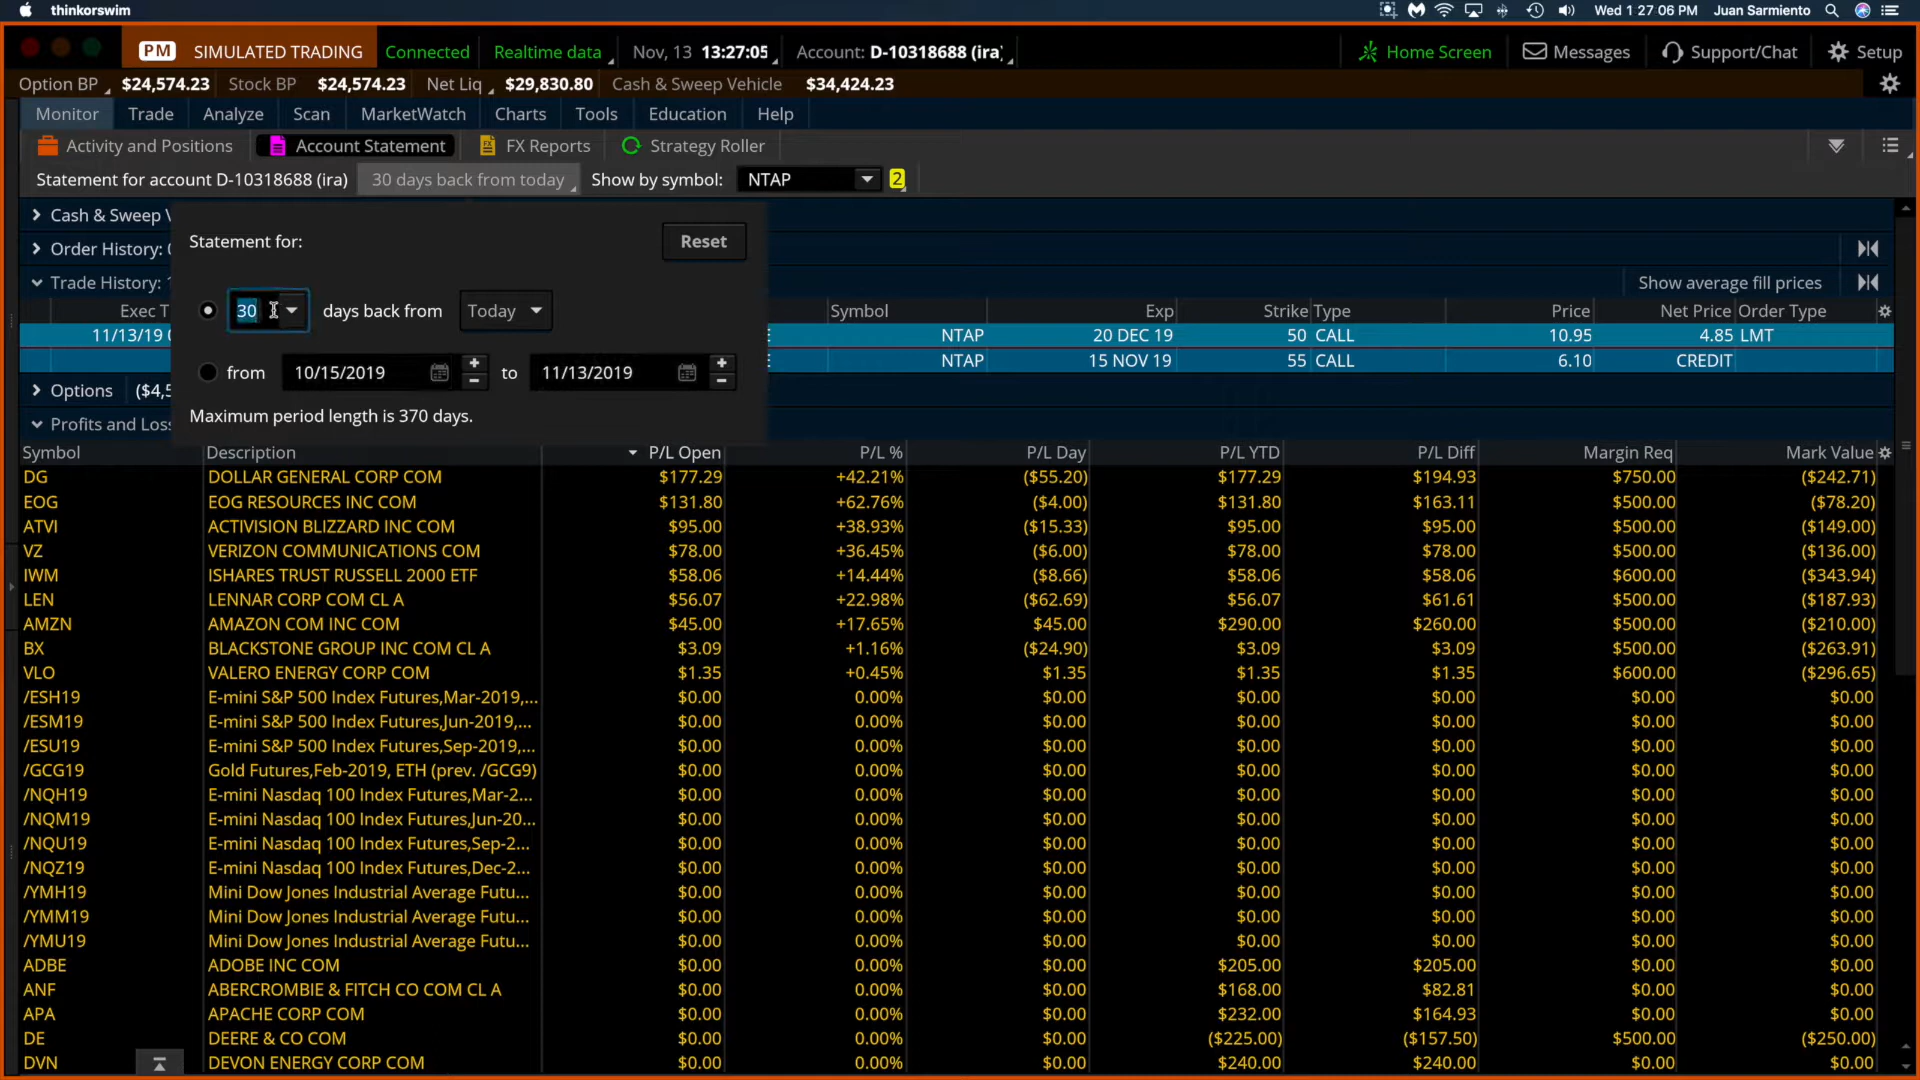 thinkorswim Wed 1 27 06 PM Juan Sarmiento
PM SIMULATED TRADING Connected Realtime data Nov, 13 13:27:05 Account: D-10318688 (ira) Home Screen Messages Support/Chat Setup
Option BP $24,574.23 Stock BP $24,574.23 Net Liq $29,830.80 Cash & Sweep Vehicle $34,424.23
Monitor Trade Analyze Scan MarketWatch Charts Tools Education Help
Activity and Positions Account Statement FX Reports Strategy Roller
Statement for account D-10318688 (ira) 30 days back from today Show by symbol: NTAP 2
Cash & Sweep V
Statement for: Reset
Order History: 0
Trade History: 1 Show average fill prices
30 days back from Today
Exec T Symbol Exp Strike Type Price Net Price Order Type
11/13/19 0 E NTAP 20 DEC 19 50 CALL 10.95 4.85 LMT
E NTAP 15 NOV 19 55 CALL 6.10 CREDIT
from 10/15/2019 to 11/13/2019
Options ($4,5
Maximum period length is 370 days.
Profits and Loss
Symbol Description P/L Open P/L % P/L Day P/L YTD P/L Diff Margin Req Mark Value
DG DOLLAR GENERAL CORP COM $177.29 +42.21% ($55.20) $177.29 $194.93 $750.00 ($242.71)
EOG EOG RESOURCES INC COM $131.80 +62.76% ($4.00) $131.80 $163.11 $500.00 ($78.20)
ATVI ACTIVISION BLIZZARD INC COM $95.00 +38.93% ($15.33) $95.00 $95.00 $500.00 ($149.00)
VZ VERIZON COMMUNICATIONS COM $78.00 +36.45% ($6.00) $78.00 $78.00 $500.00 ($136.00)
IWM ISHARES TRUST RUSSELL 2000 ETF $58.06 +14.44% ($8.66) $58.06 $58.06 $600.00 ($343.94)
LEN LENNAR CORP COM CL A $56.07 +22.98% ($62.69) $56.07 $61.61 $500.00 ($187.93)
AMZN AMAZON COM INC COM $45.00 +17.65% $45.00 $290.00 $260.00 $500.00 ($210.00)
BX BLACKSTONE GROUP INC COM CL A $3.09 +1.16% ($24.90) $3.09 $3.09 $500.00 ($263.91)
VLO VALERO ENERGY CORP COM $1.35 +0.45% $1.35 $1.35 $1.35 $600.00 ($296.65)
/ESH19 E-mini S&P 500 Index Futures,Mar-2019,... $0.00 0.00% $0.00 $0.00 $0.00 $0.00 $0.00
/ESM19 E-mini S&P 500 Index Futures,Jun-2019,... $0.00 0.00% $0.00 $0.00 $0.00 $0.00 $0.00
/ESU19 E-mini S&P 500 Index Futures,Sep-2019,... $0.00 0.00% $0.00 $0.00 $0.00 $0.00 $0.00
/GCG19 Gold Futures,Feb-2019, ETH (prev. /GCG9) $0.00 0.00% $0.00 $0.00 $0.00 $0.00 $0.00
/NQH19 E-mini Nasdaq 100 Index Futures,Mar-2... $0.00 0.00% $0.00 $0.00 $0.00 $0.00 $0.00
/NQM19 E-mini Nasdaq 100 Index Futures,Jun-20... $0.00 0.00% $0.00 $0.00 $0.00 $0.00 $0.00
/NQU19 E-mini Nasdaq 100 Index Futures,Sep-2... $0.00 0.00% $0.00 $0.00 $0.00 $0.00 $0.00
/NQZ19 E-mini Nasdaq 100 Index Futures,Dec-2... $0.00 0.00% $0.00 $0.00 $0.00 $0.00 $0.00
/YMH19 Mini Dow Jones Industrial Average Futu... $0.00 0.00% $0.00 $0.00 $0.00 $0.00 $0.00
/YMM19 Mini Dow Jones Industrial Average Futu... $0.00 0.00% $0.00 $0.00 $0.00 $0.00 $0.00
/YMU19 Mini Dow Jones Industrial Average Futu... $0.00 0.00% $0.00 $0.00 $0.00 $0.00 $0.00
ADBE ADOBE INC COM $0.00 0.00% $0.00 $205.00 $205.00 $0.00 $0.00
ANF ABERCROMBIE & FITCH CO COM CL A $0.00 0.00% $0.00 $168.00 $82.81 $0.00 $0.00
APA APACHE CORP COM $0.00 0.00% $0.00 $232.00 $164.93 $0.00 $0.00
DE DEERE & CO COM $0.00 0.00% $0.00 ($225.00) ($157.50) $500.00 ($250.00)
DVN DEVON ENERGY CORP COM $0.00 0.00% $0.00 $240.00 $240.00 $0.00 $0.00